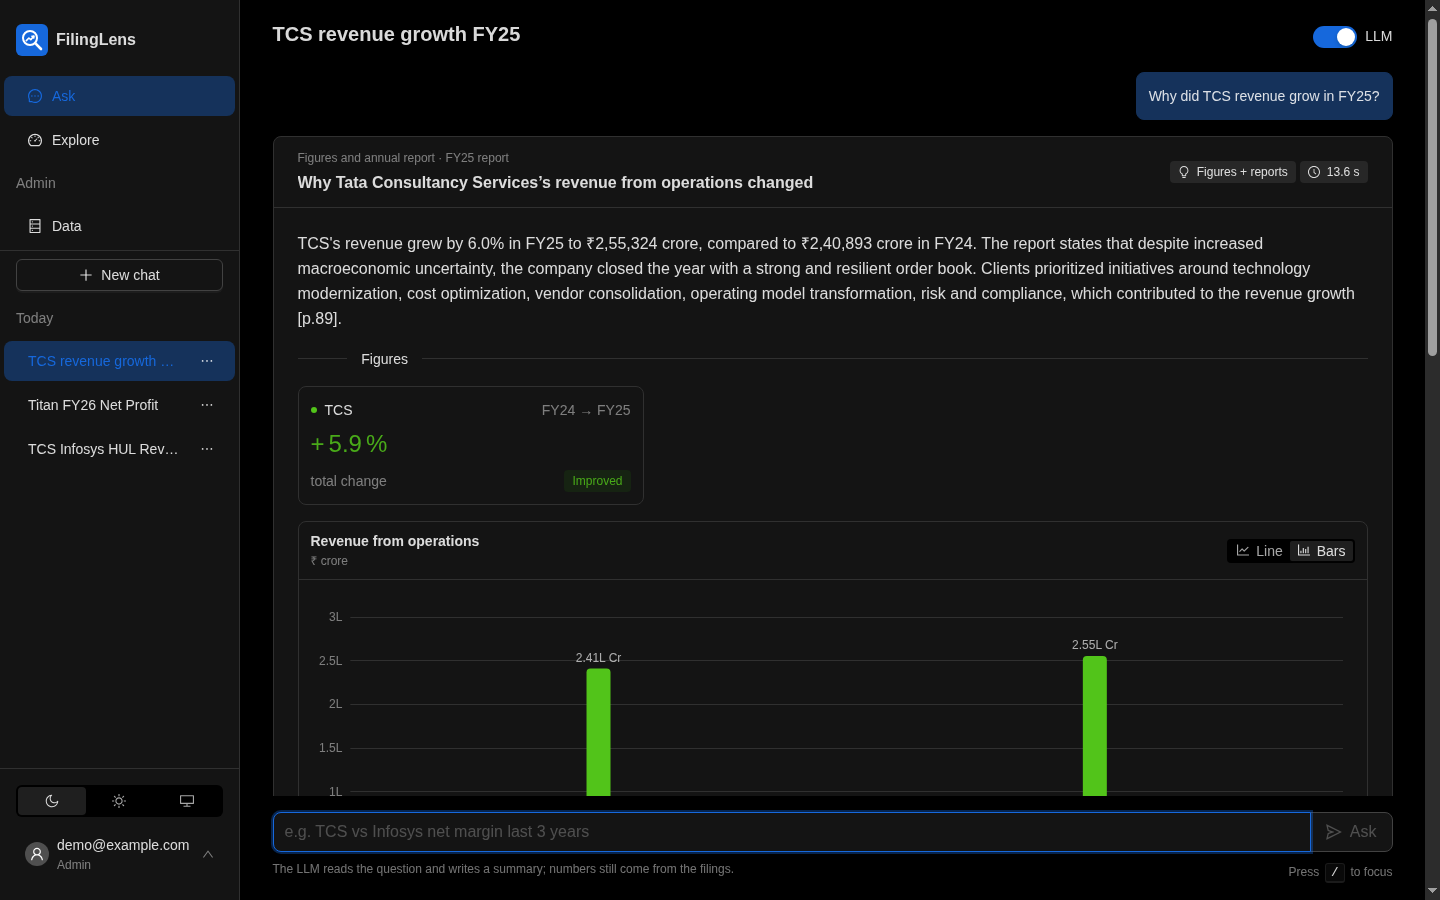 FilingLens
Ask
Explore
Admin
Data
New chat
Today
TCS revenue growth …
Titan FY26 Net Profit
TCS Infosys HUL Rev…
demo@example.com
Admin
TCS revenue growth FY25
LLM
Why did TCS revenue grow in FY25?
Figures and annual report · FY25 report
Why Tata Consultancy Services’s revenue from operations changed
Figures + reports
13.6 s
TCS's revenue grew by 6.0% in FY25 to ₹2,55,324 crore, compared to ₹2,40,893 crore in FY24. The report states that despite increased
macroeconomic uncertainty, the company closed the year with a strong and resilient order book. Clients prioritized initiatives around technology
modernization, cost optimization, vendor consolidation, operating model transformation, risk and compliance, which contributed to the revenue growth
[p.89].
Figures
TCS
FY24 → FY25
+5.9%
total change
Improved
Revenue from operations
₹ crore
Line
Bars
3L
2.5L
2L
1.5L
1L
2.41L Cr
2.55L Cr
e.g. TCS vs Infosys net margin last 3 years
Ask
The LLM reads the question and writes a summary; numbers still come from the filings.
Press / to focus